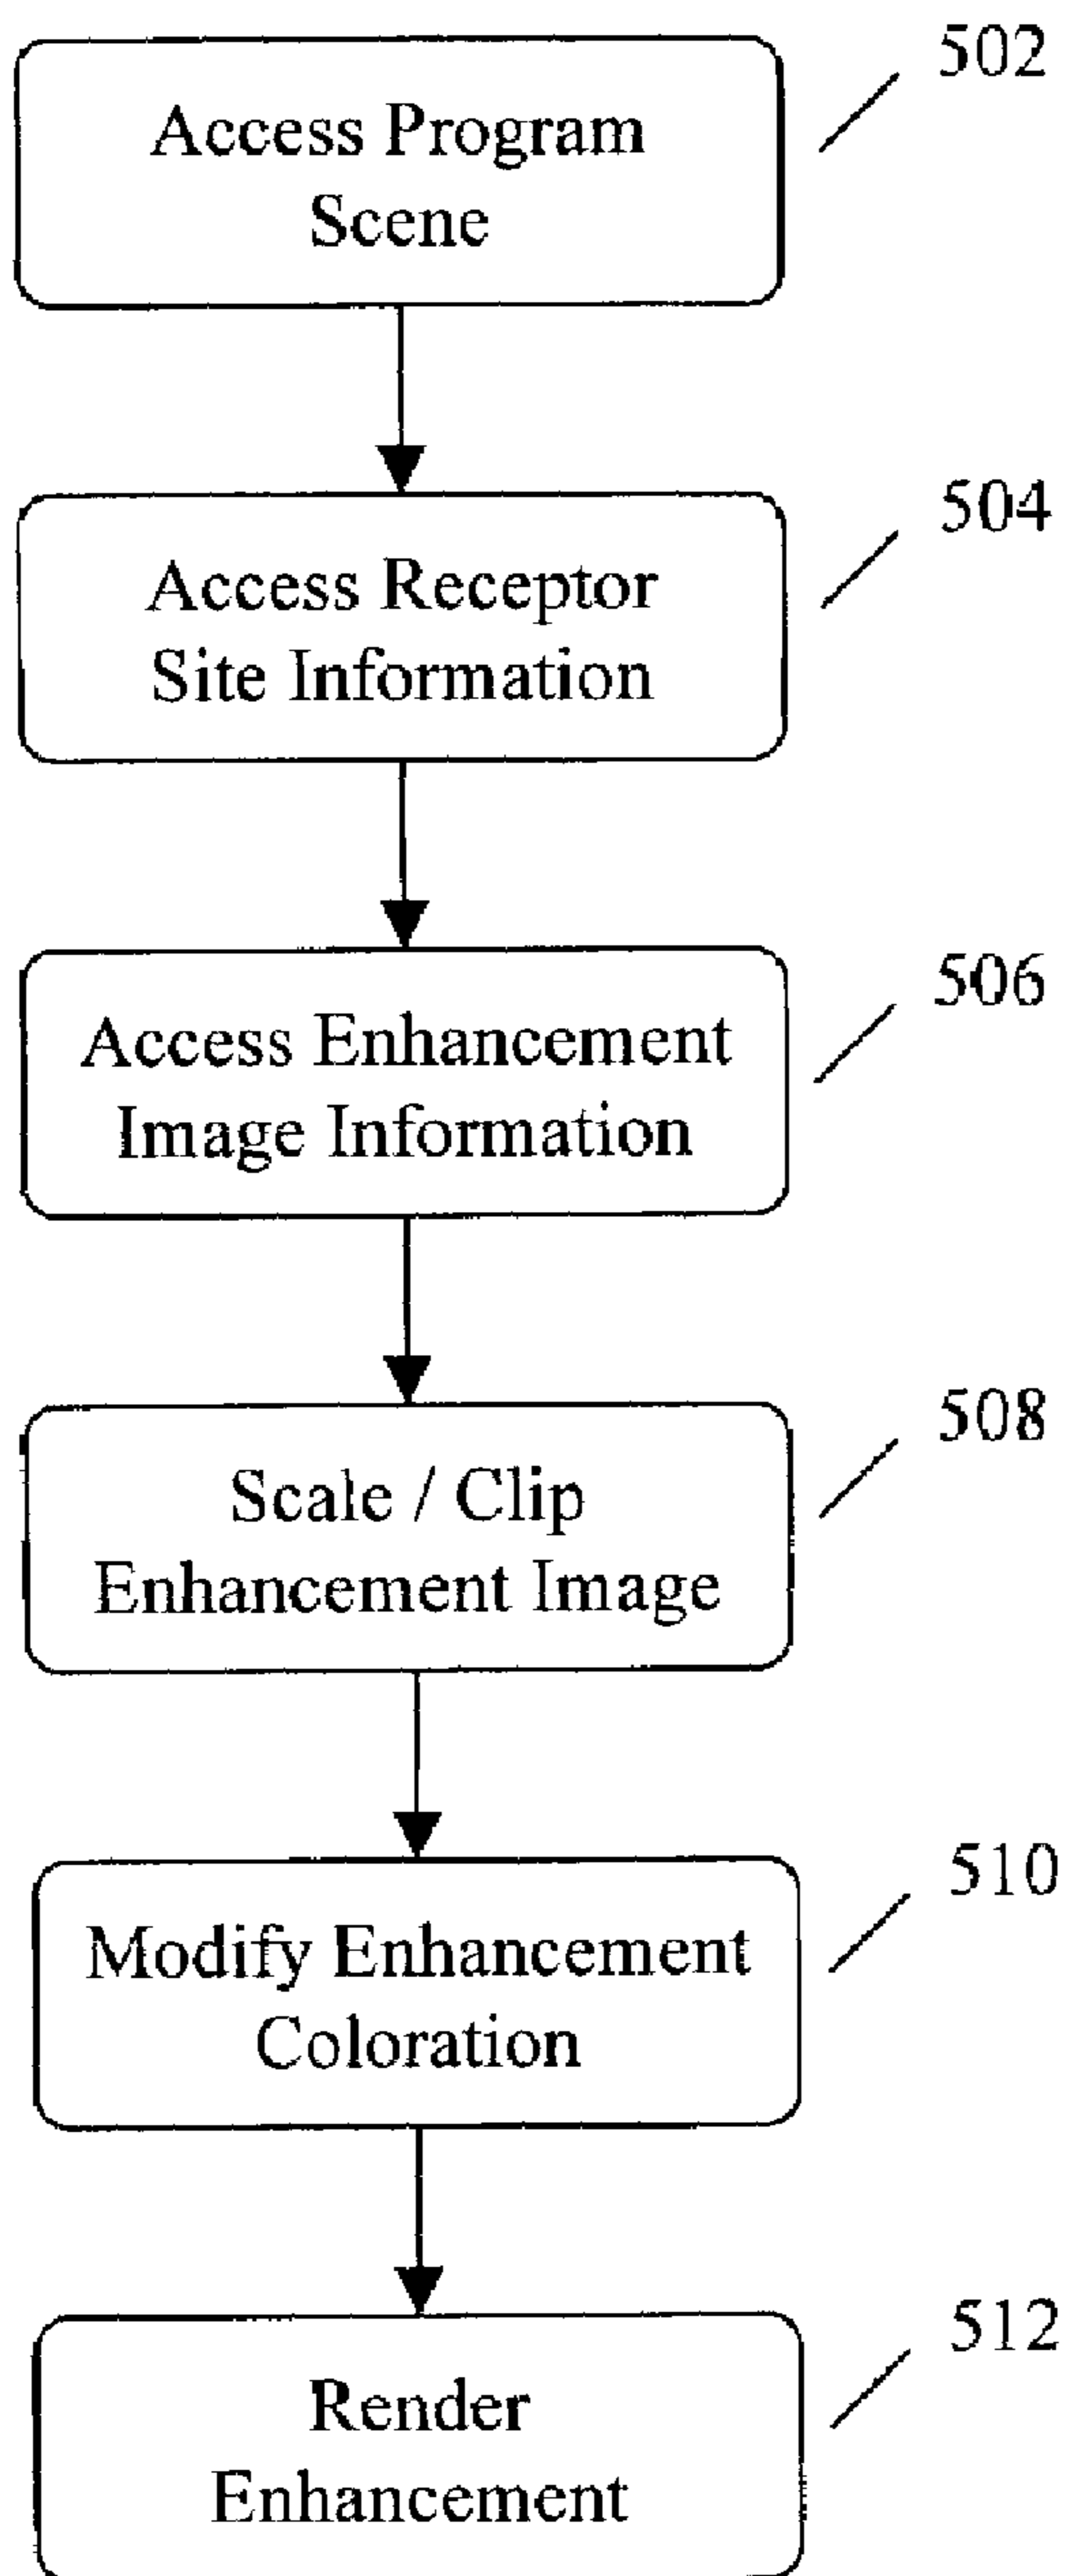 502
Access Program
Scene
504
Access Receptor
Site Information
506
Access Enhancement
Image Information
508
Scale / Clip
Enhancement Image
510
Modify Enhancement
Coloration
512
Render
Enhancement